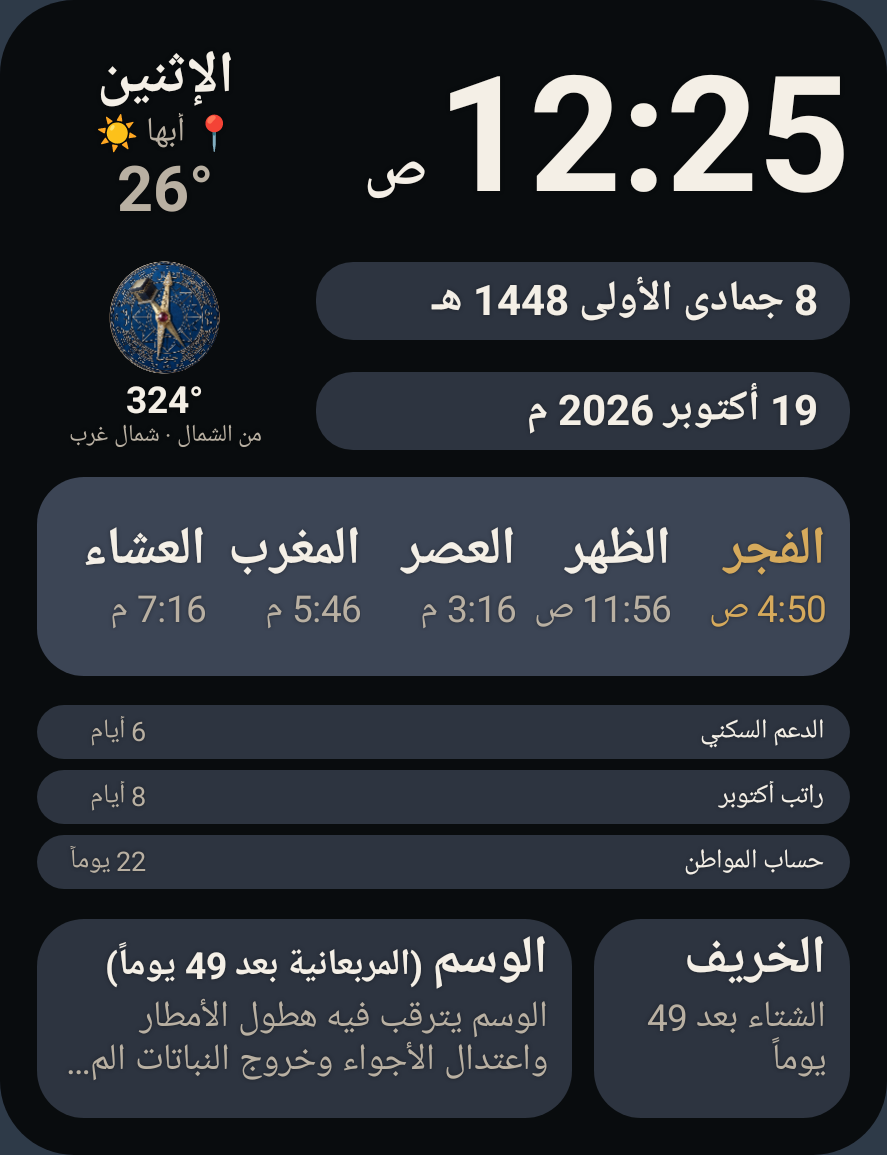 12:25 ص
الإثنين
📍 أبها ☀️
26°
8 جمادى الأولى 1448 هـ
19 أكتوبر 2026 م
324°
من الشمال · شمال غرب
الفجر الظهر العصر المغرب العشاء
4:50 ص 11:56 ص 3:16 م 5:46 م 7:16 م
الدعم السكني 6 أيام
راتب أكتوبر 8 أيام
حساب المواطن 22 يوماً
الخريف
الشتاء بعد 49
يوماً
الوسم (المربعانية بعد 49 يوماً)
الوسم يترقب فيه هطول الأمطار
واعتدال الأجواء وخروج النباتات الم...